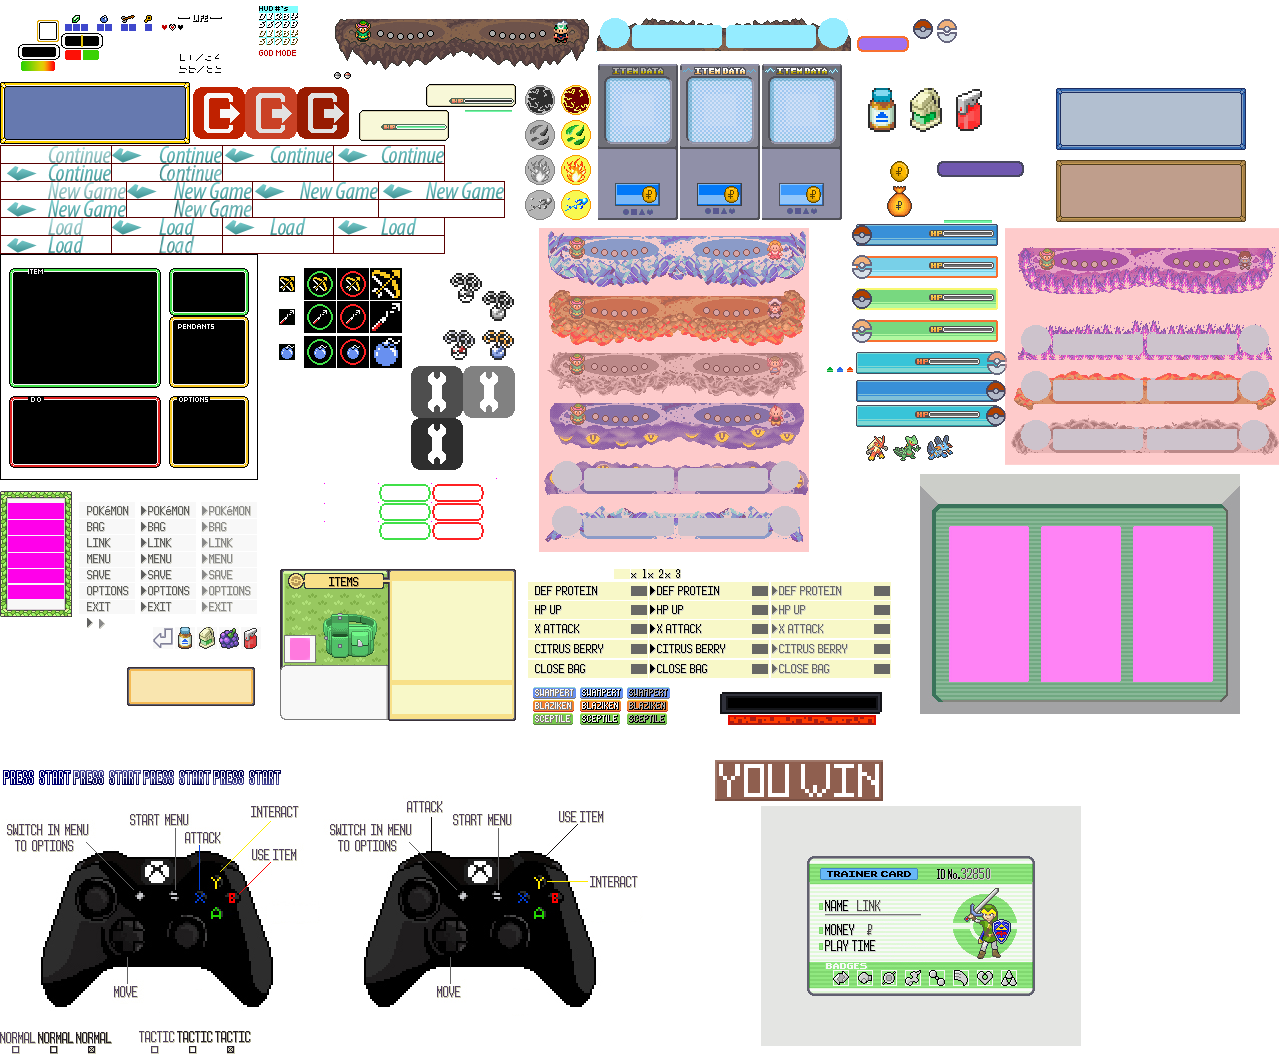 - LIFE -
HUD #'s
01234
56789
01234
56789
GOD MODE
ITEM DATA ITEM DATA ITEM DATA
Continue Continue Continue Continue
Continue Continue
New Game New Game New Game New Game
New Game New Game
Load Load Load Load
Load Load
HP
HP
HP
HP
HP
HP
HP
ITEM
PENDANTS
DO
OPTIONS
POKéMON POKéMON POKéMON
BAG BAG BAG
LINK LINK LINK
MENU MENU MENU
SAVE SAVE SAVE
OPTIONS OPTIONS OPTIONS
EXIT EXIT EXIT
ITEMS
x 1x 2x 3
DEF PROTEIN DEF PROTEIN DEF PROTEIN
HP UP HP UP HP UP
X ATTACK X ATTACK X ATTACK
CITRUS BERRY CITRUS BERRY CITRUS BERRY
CLOSE BAG CLOSE BAG CLOSE BAG
SWAMPERT SWAMPERT SWAMPERT
BLAZIKEN BLAZIKEN BLAZIKEN
SCEPTILE SCEPTILE SCEPTILE
PRESS START PRESS START PRESS START PRESS START
YOU WIN
SWITCH IN MENU
TO OPTIONS
START MENU
ATTACK
INTERACT
USE ITEM
Y
X
B
A
MOVE
SWITCH IN MENU
TO OPTIONS
ATTACK
START MENU
USE ITEM
INTERACT
Y
X
B
A
MOVE
TRAINER CARD IDNo.32850
NAME LINK
MONEY ₽
PLAY TIME
BADGES
NORMAL NORMAL NORMAL
TACTIC TACTIC TACTIC